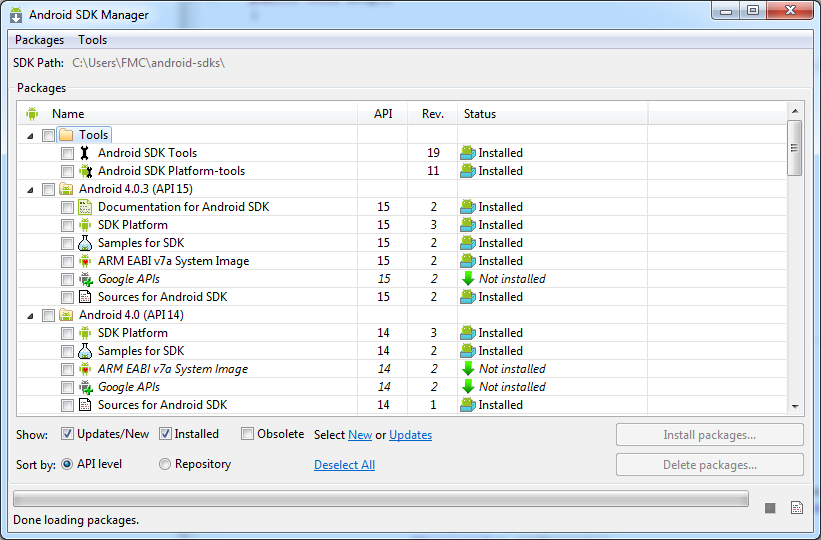 Android SDK Manager
Packages Tools
SDK Path: C:\Users\FMC\android-sdks\
Packages
Name API Rev. Status
Tools
Android SDK Tools 19 Installed
Android SDK Platform-tools 11 Installed
Android 4.0.3 (API 15)
Documentation for Android SDK 15 2 Installed
SDK Platform 15 3 Installed
Samples for SDK 15 2 Installed
ARM EABI v7a System Image 15 2 Installed
Google APIs 15 2 Not installed
Sources for Android SDK 15 2 Installed
Android 4.0 (API 14)
SDK Platform 14 3 Installed
Samples for SDK 14 2 Installed
ARM EABI v7a System Image 14 2 Not installed
Google APIs 14 2 Not installed
Sources for Android SDK 14 1 Installed
Show: Updates/New Installed Obsolete Select New or Updates Install packages...
Sort by: API level Repository Deselect All Delete packages...
Done loading packages.